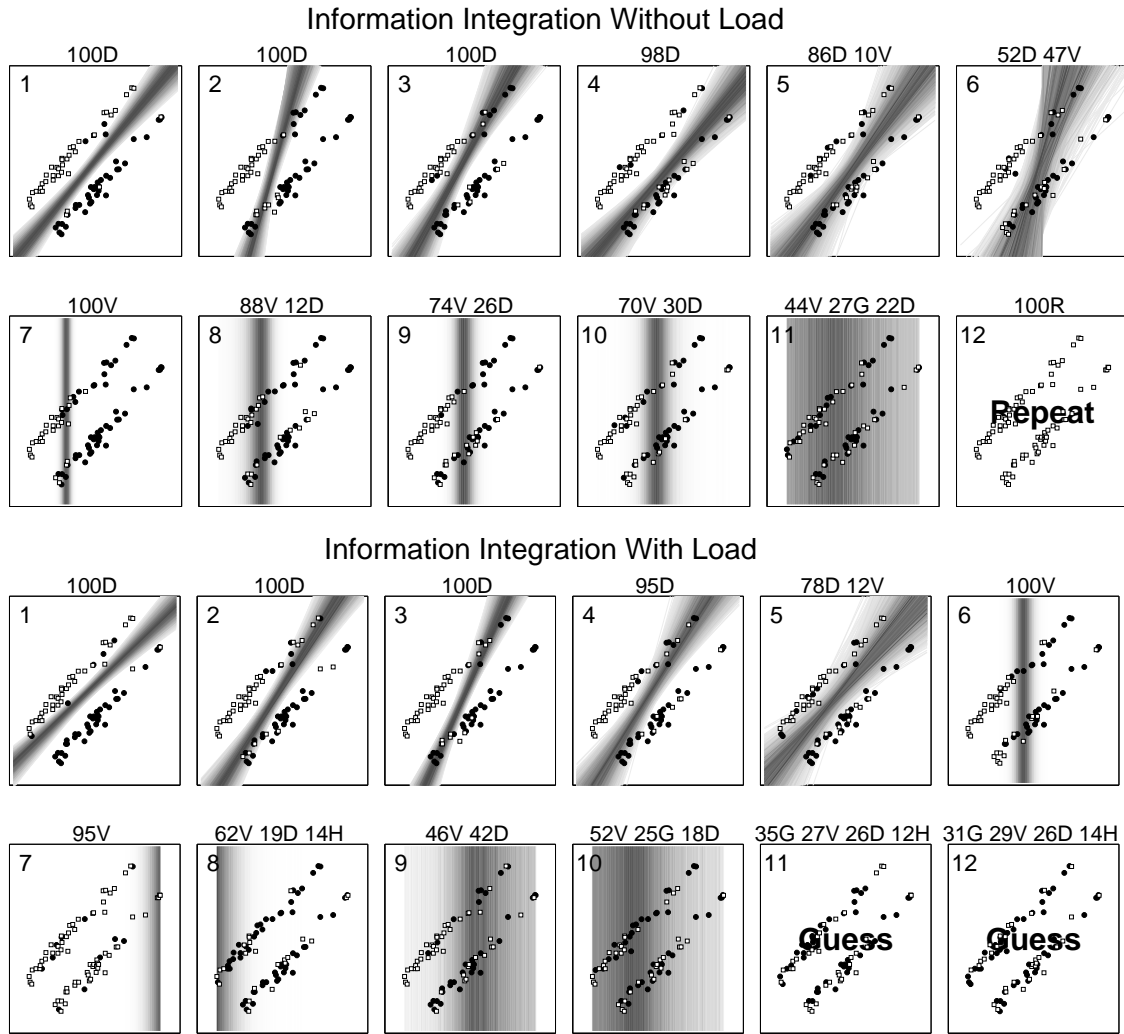 Information Integration Without Load
100D 100D 100D 98D 86D 10V 52D 47V
1 2 3 4 5 6
100V 88V 12D 74V 26D 70V 30D 44V 27G 22D 100R
7 8 9 10 11 12
Repeat
Information Integration With Load
100D 100D 100D 95D 78D 12V 100V
1 2 3 4 5 6
95V 62V 19D 14H 46V 42D 52V 25G 18D 35G 27V 26D 12H 31G 29V 26D 14H
7 8 9 10 11 12
Guess Guess